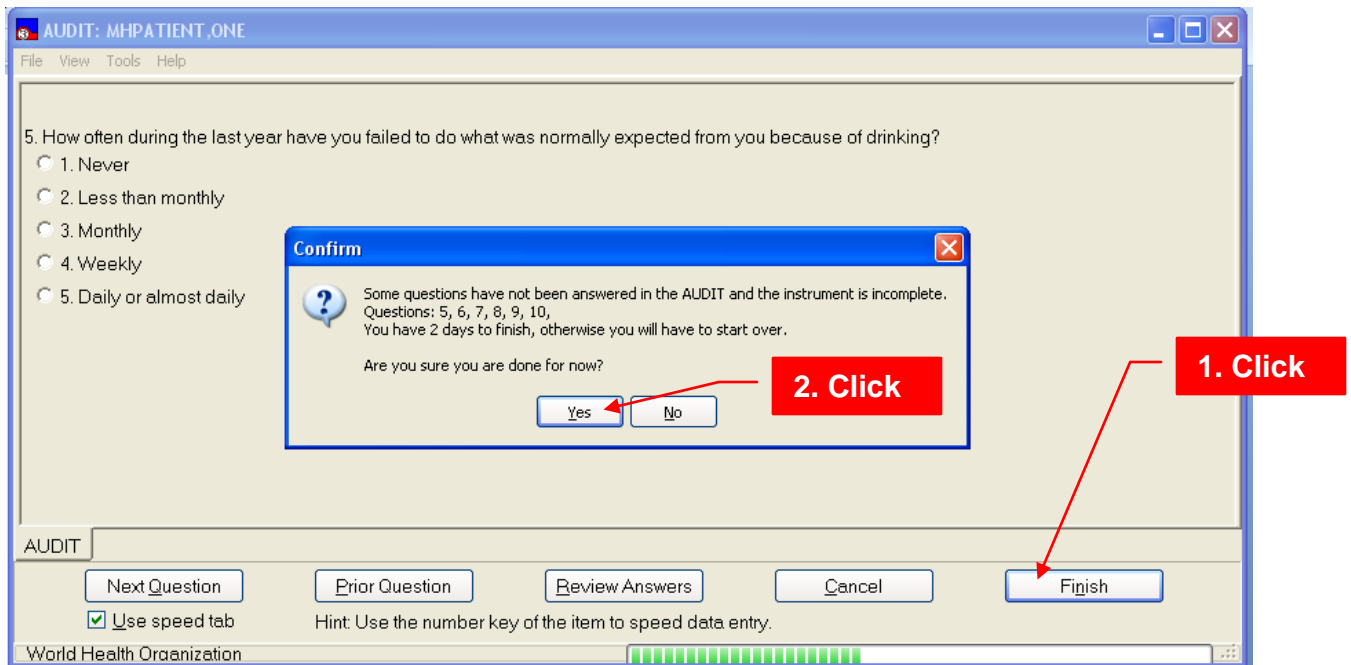 AUDIT: MHPATIENT,ONE
File View Tools Help
5. How often during the last year have you failed to do what was normally expected from you because of drinking?
1. Never
2. Less than monthly
3. Monthly
4. Weekly
5. Daily or almost daily
Confirm
Some questions have not been answered in the AUDIT and the instrument is incomplete.
Questions: 5, 6, 7, 8, 9, 10,
You have 2 days to finish, otherwise you will have to start over.
Are you sure you are done for now?
Yes No
2. Click
1. Click
AUDIT
Next Question Prior Question Review Answers Cancel Finish
Use speed tab Hint: Use the number key of the item to speed data entry.
World Health Organization